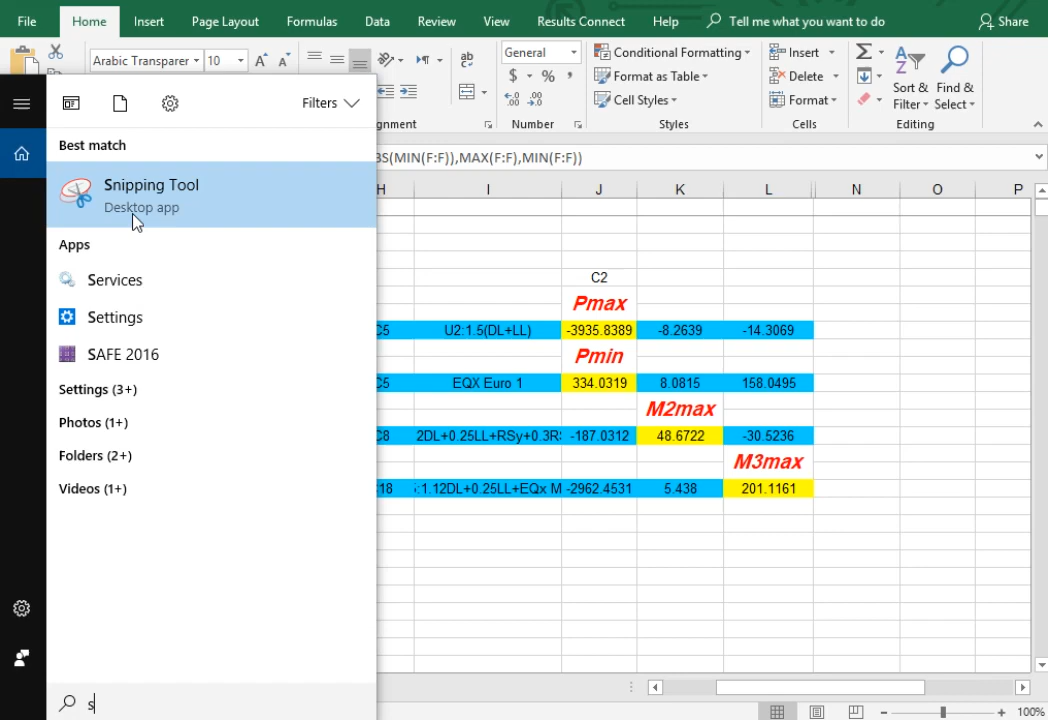 File Home Insert Page Layout Formulas Data Review View Results Connect Help Tell me what you want to do Share
Arabic Transparer 10 General Conditional Formatting Insert
$ % , Format as Table Delete Sort & Find &
Cell Styles Format Filter Select
Number Styles Cells Editing
Filters
Best match
Snipping Tool
Desktop app
Apps
Services
Settings
SAFE 2016
Settings (3+)
Photos (1+)
Folders (2+)
Videos (1+)
s
BS(MIN(F:F)),MAX(F:F),MIN(F:F))
H I J K L N O P
C2
Pmax
C5 U2:1.5(DL+LL) -3935.8389 -8.2639 -14.3069
Pmin
C5 EQX Euro 1 334.0319 8.0815 158.0495
M2max
C8 2DL+0.25LL+RSy+0.3RS -187.0312 48.6722 -30.5236
M3max
18 :1.12DL+0.25LL+EQx M -2962.4531 5.438 201.1161
100%